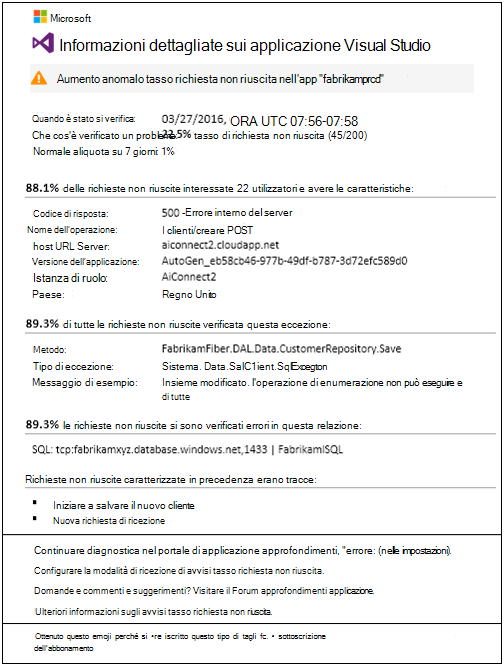 Microsoft
Informazioni dettagliate sui applicazione Visual Studio
Aumento anomalo tasso richiesta non riuscita nell'app "fabrikamprcd"
Quando è stato si verifica: 03/27/2016, ORA UTC 07:56-07:58
Che cos'è verificato un problema: 22.5% tasso di richiesta non riuscita (45/200)
Normale aliquota su 7 giorni: 1%
88.1% delle richieste non riuscite interessate 22 utilizzatori e avere le caratteristiche:
Codice di risposta: 500 -Errore interno del server
Nome dell'operazione: I clienti/creare POST
host URL Server: aiconnect2.cloudapp.net
Versione dell'applicazione: AutoGen_eb58cb46-977b-49df-b787-3d72efc589d0
Istanza di ruolo: AiConnect2
Paese: Regno Unito
89.3% di tutte le richieste non riuscite verificata questa eccezione:
Metodo: FabrikamFiber.DAL.Data.CustomerRepository.Save
Tipo di eccezione: Sistema. Data.SalC1ient.SqlExcegton
Messaggio di esempio: Insieme modificato. l'operazione di enumerazione non può eseguire e
di tutte
89.3% le richieste non riuscite si sono verificati errori in questa relazione:
SQL: tcp:fabrikamxyz.database.windows.net,1433 | FabrikamISQL
Richieste non riuscite caratterizzate in precedenza erano tracce:
Iniziare a salvare il nuovo cliente
Nuova richiesta di ricezione
Continuare diagnostica nel portale di applicazione approfondimenti, "errore: (nelle impostazioni).
Configurare la modalità di ricezione di avvisi tasso richiesta non riuscita.
Domande e commenti e suggerimenti? Visitare il Forum approfondimenti applicazione.
Ulteriori informazioni sugli avvisi tasso richiesta non riuscita.
Ottenuto questo emoji perché si •re iscritto questo tipo di tagli fc. • sottoscrizione
dell'abbonamento